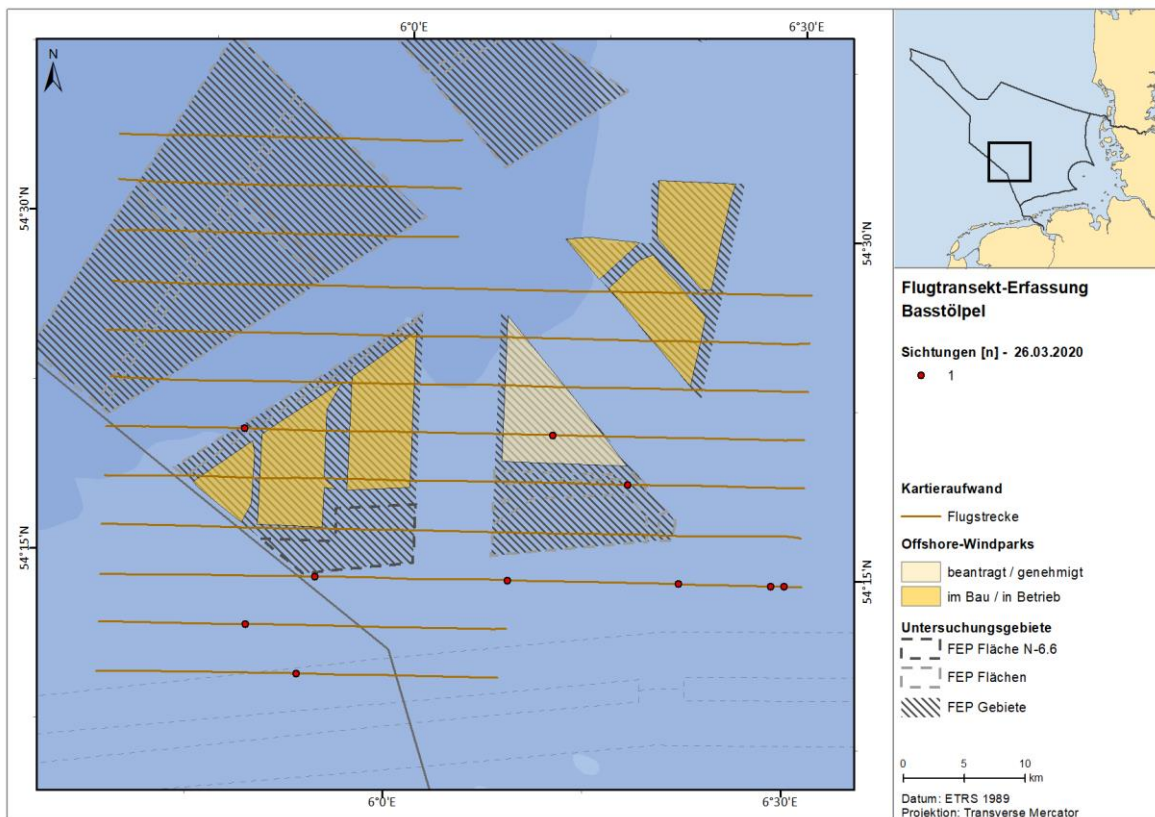 6°0'E
6°30'E
N
54°30'N
54°30'N
54°15'N
54°15'N
6°0'E
6°30'E
Flugtransekt-Erfassung
Basstölpel
Sichtungen [n] - 26.03.2020
1
Kartieraufwand
Flugstrecke
Offshore-Windparks
beantragt / genehmigt
im Bau / in Betrieb
Untersuchungsgebiete
FEP Fläche N-6.6
FEP Flächen
FEP Gebiete
0 5 10
km
Datum: ETRS 1989
Projektion: Transverse Mercator